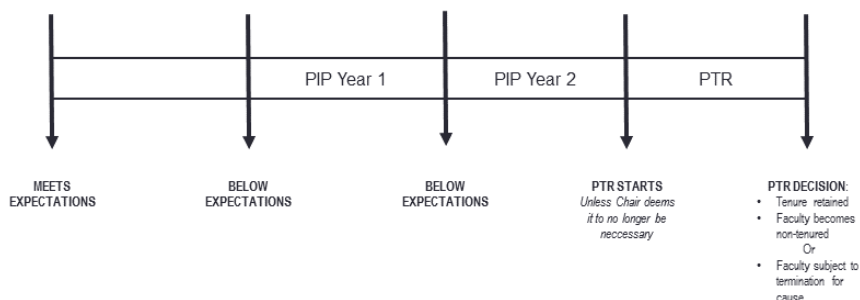 PIP Year 1
PIP Year 2
PTR
MEETS
EXPECTATIONS
BELOW
EXPECTATIONS
BELOW
EXPECTATIONS
PTR STARTS
Unless Chair deems
it to no longer be
neccessary
PTR DECISION:
• Tenure retained
• Faculty becomes
non-tenured
Or
• Faculty subject to
termination for
cause